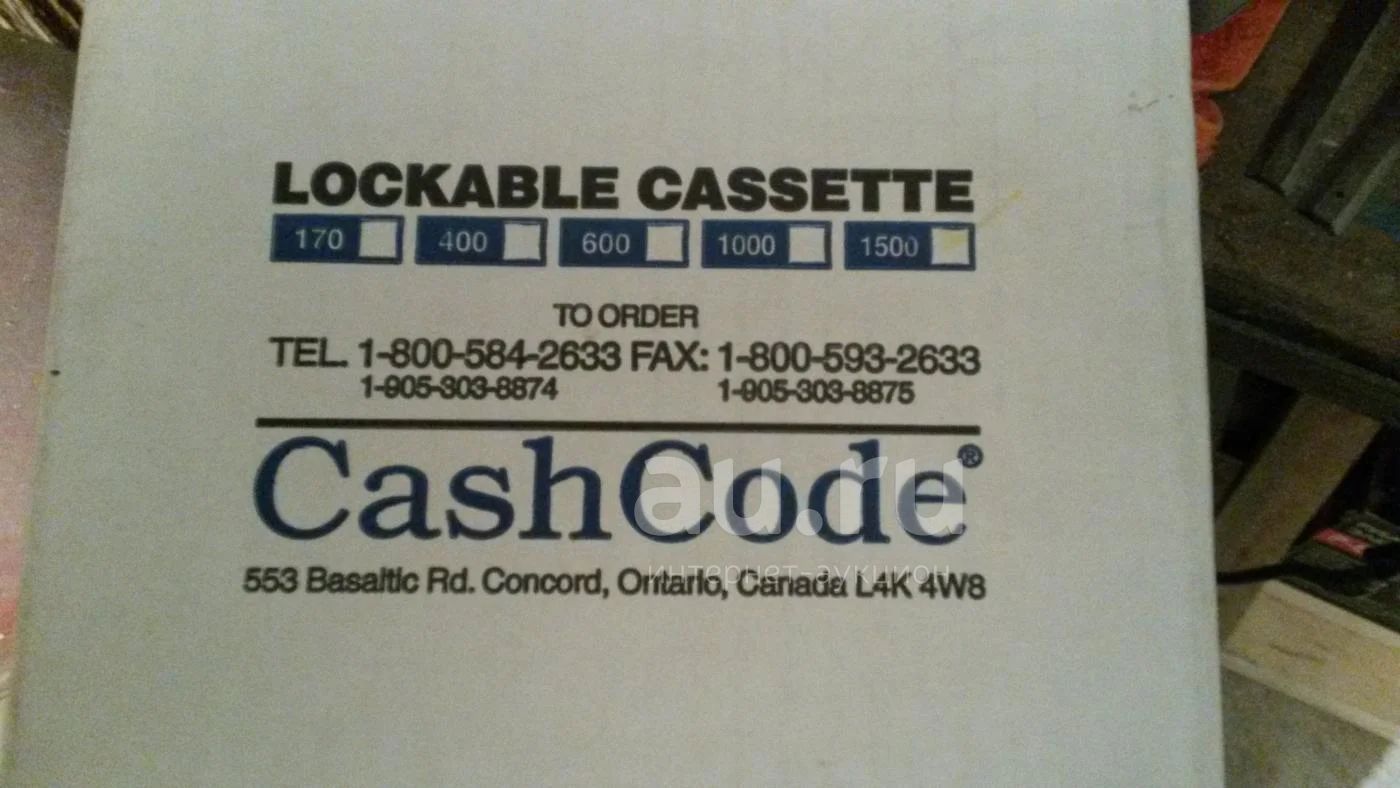 LOCKABLE CASSETTE
170 400 600 1000 1500
TO ORDER
TEL. 1-800-584-2633 FAX: 1-800-593-2633
1-905-303-8874 1-905-303-8875
CashCode®
au.ru
интернет-аукцион
553 Basaltic Rd. Concord, Ontario, Canada L4K 4W8